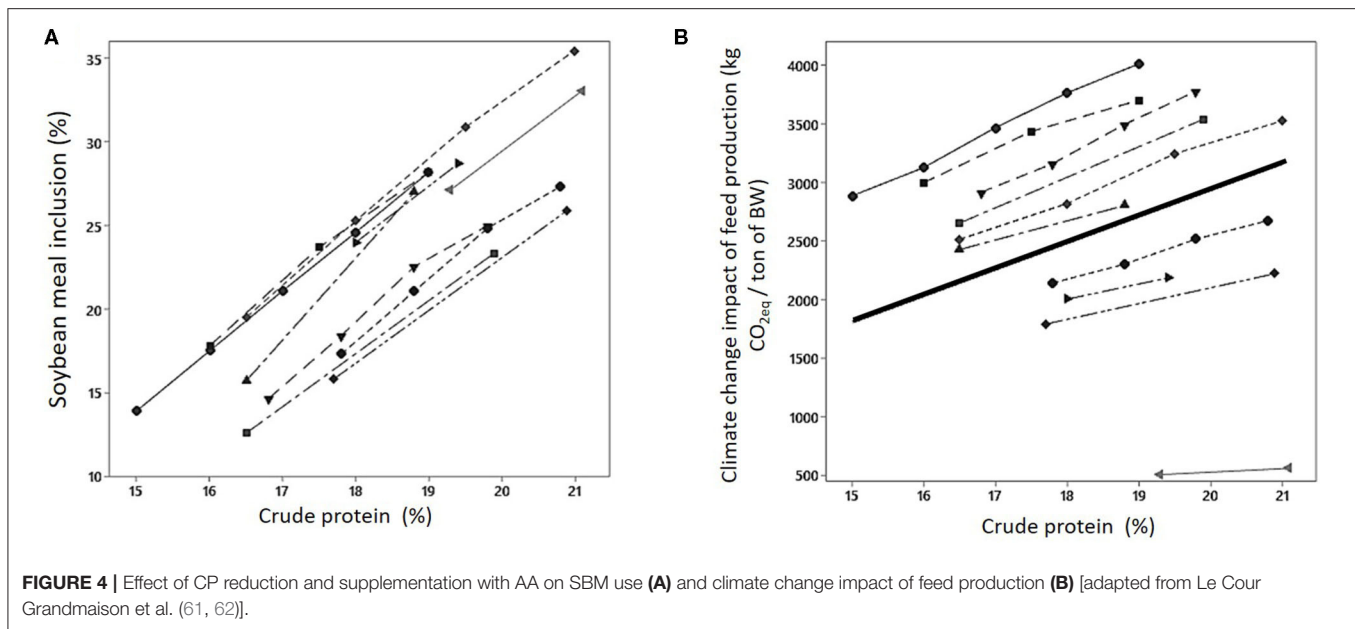 A
Soybean meal inclusion (%)
35
30
25
20
15
10
15 16 17 18 19 20 21
Crude protein (%)
B
Climate change impact of feed production (kg
CO2eq / ton of BW)
4000
3500
3000
2500
2000
1500
1000
500
15 16 17 18 19 20 21
Crude protein (%)
FIGURE 4 | Effect of CP reduction and supplementation with AA on SBM use (A) and climate change impact of feed production (B) [adapted from Le Cour
Grandmaison et al. (61, 62)].